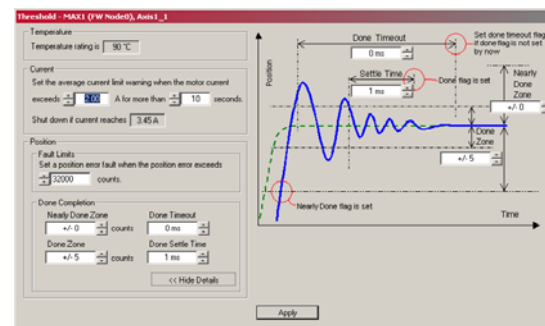 Threshold - MAX1 (FW Node0), Axis1_1
Temperature
Temperature rating is 90 °C
Current
Set the average current limit warning when the motor current
exceeds 2.00 A for more than 10 seconds.
Shut down if current reaches 3.45 A
Position
Fault Limits
Set a position error fault when the position error exceeds
32000 counts.
Done Completion
Nearly Done Zone
+/- 0 counts
Done Timeout
0 ms
Done Zone
+/- 5 counts
Done Settle Time
1 ms
<< Hide Details
Position
Done Timeout
0 ms
Settle Time
1 ms
Set done timeout flag
if done flag is not set
by now
Done flag is set
Nearly
Done
Zone
+/- 0
Done
Zone
+/- 5
Nearly Done flag is set
Time
Apply